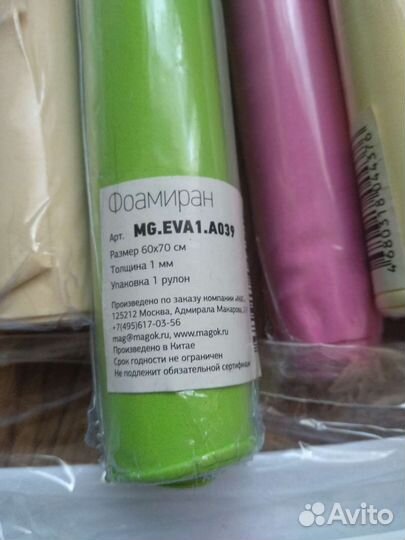 Фоамиран
Арт. MG.EVA1.A039
Размер 60х70 см
Толщина 1 мм
Упаковка 1 рулон
Произведено по заказу компании
125212 Москва, Адмирала Макарова,
+7(495)617-03-56
mag@magok.ru, www.magok.ru
Произведено в Китае
Срок годности не ограничен
Не подлежит обязательной сертификации
4680318044376
Avito